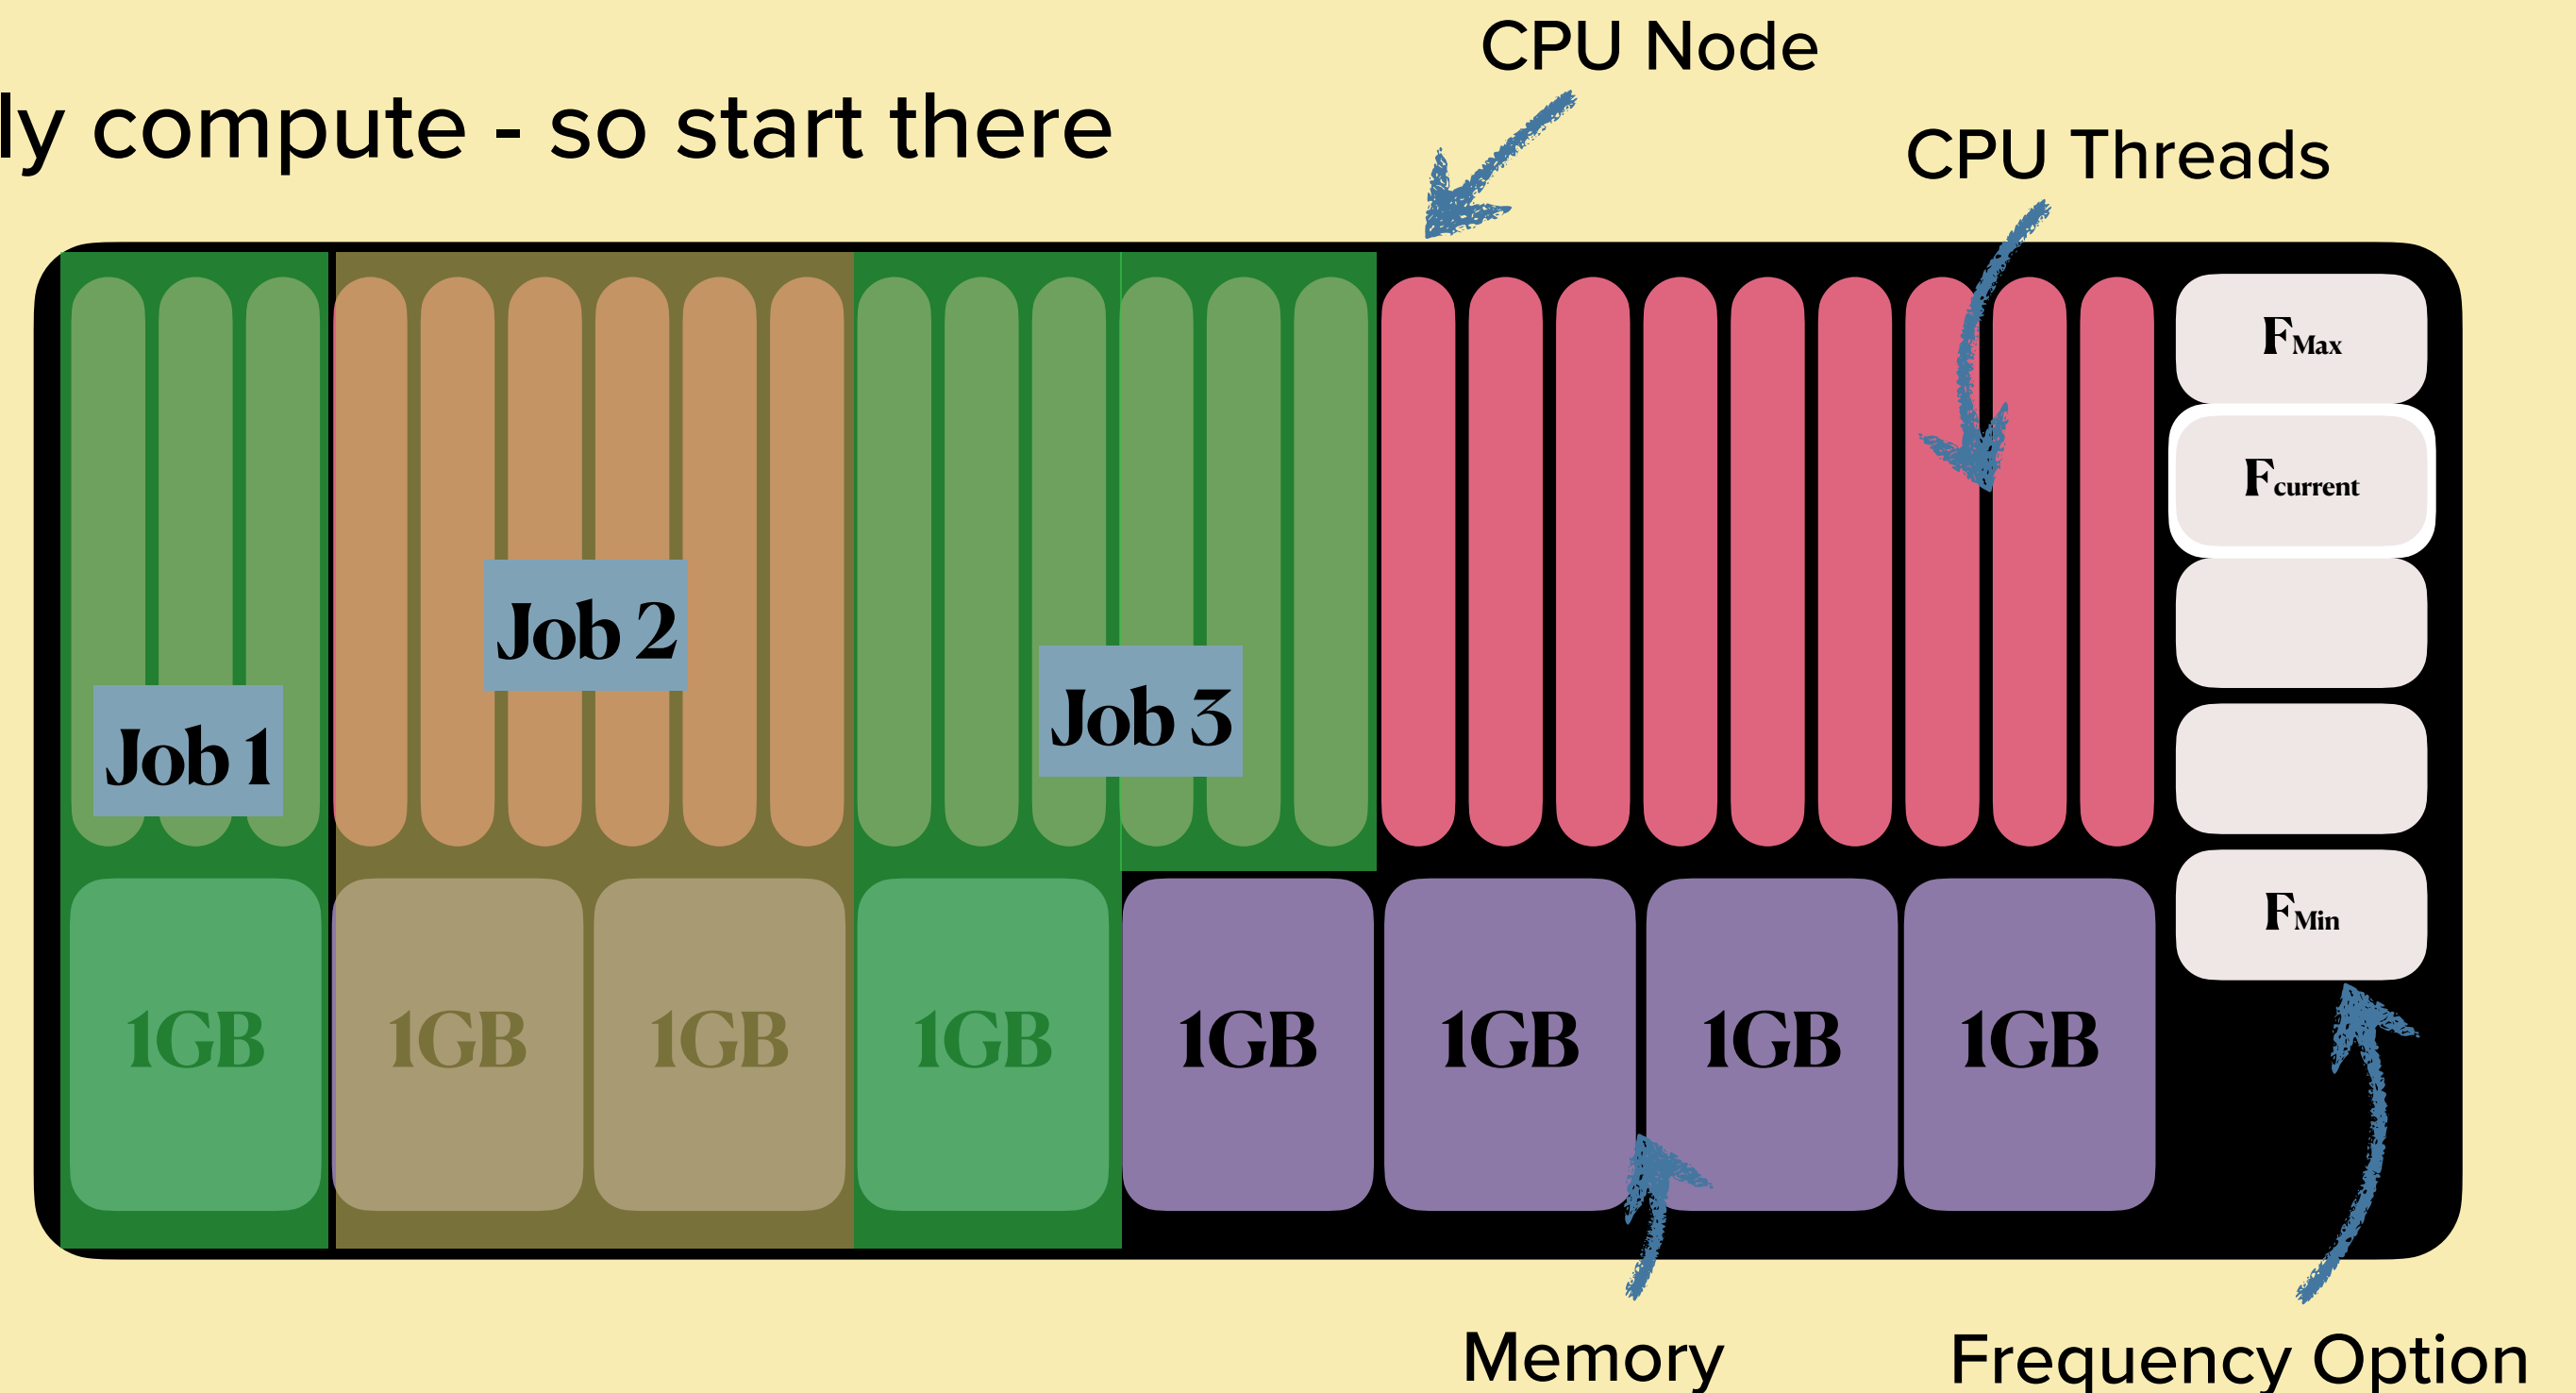 CPU Node
ly compute - so start there
CPU Threads
FMax
Fcurrent
Job 2
Job 3
Job 1
FMin
1GB 1GB 1GB 1GB 1GB 1GB 1GB 1GB
Memory
Frequency Option